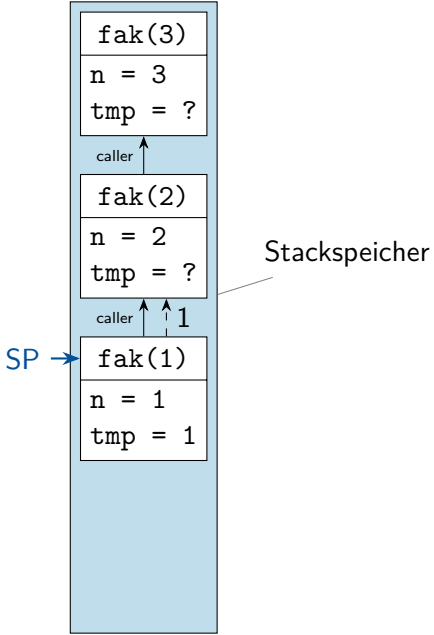 fak(3)
n = 3
tmp = ?
caller
fak(2)
n = 2
tmp = ?
Stackspeicher
caller
1
SP
fak(1)
n = 1
tmp = 1